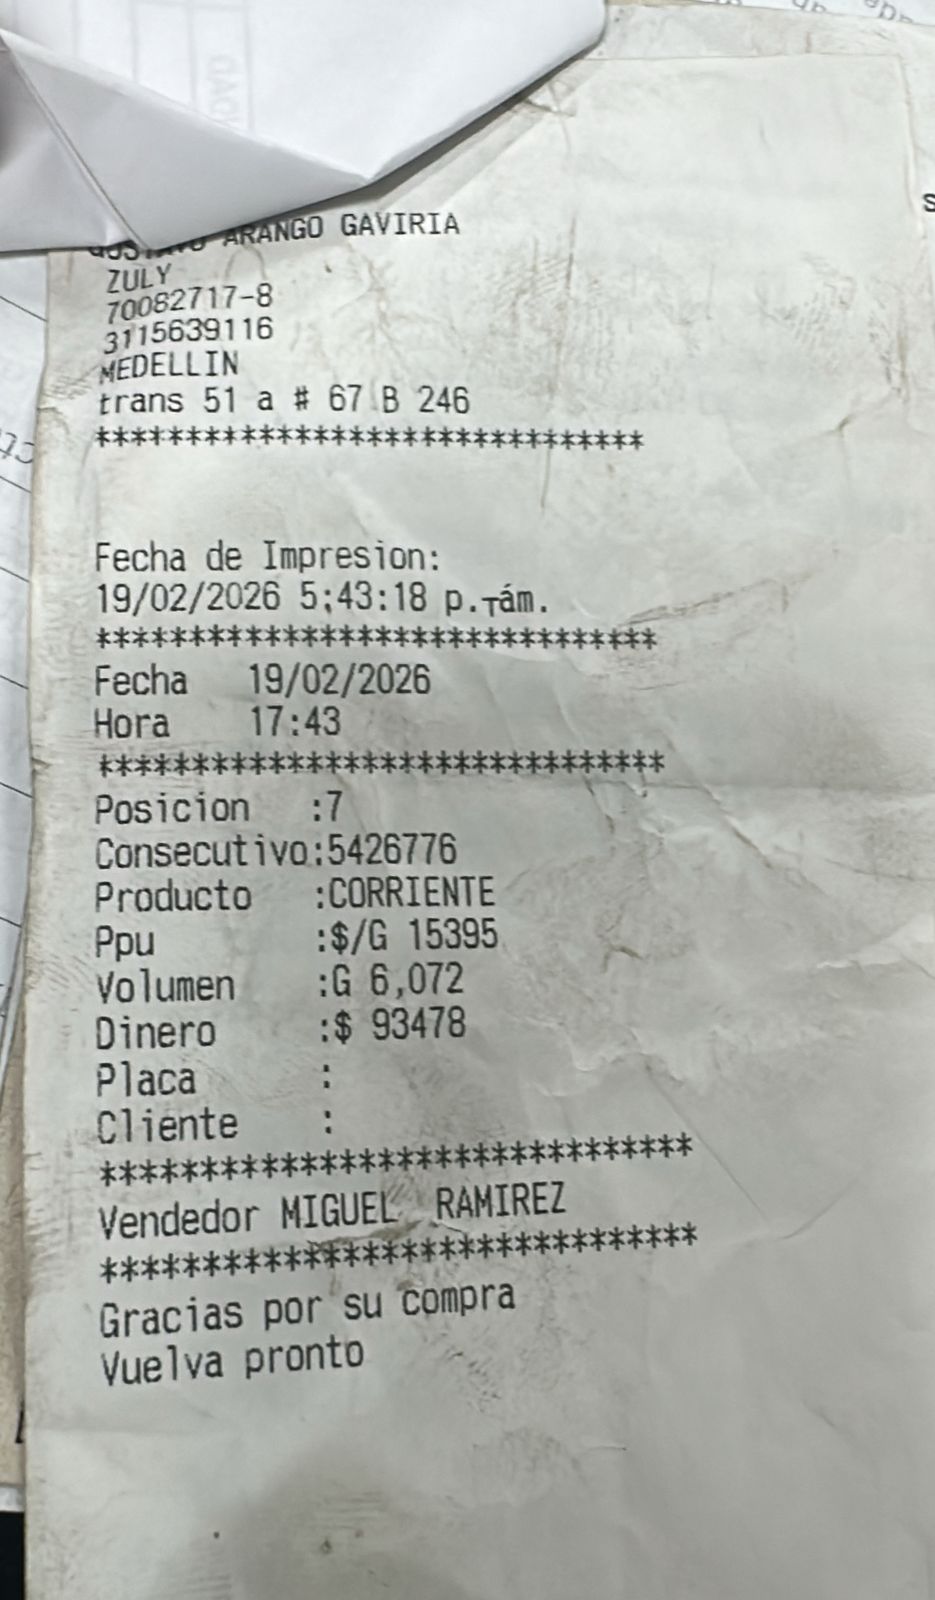 GUSTAVO ARANGO GAVIRIA
ZULY
70082717-8
3115639116
MEDELLIN
trans 51 a # 67 B 246
******************************
Fecha de Impresion:
19/02/2026 5:43:18 p.тám.
******************************
Fecha 19/02/2026
Hora 17:43
******************************
Posicion :7
Consecutivo:5426776
Producto :CORRIENTE
Ppu :$/G 15395
Volumen :G 6,072
Dinero :$ 93478
Placa :
Cliente :
******************************
Vendedor MIGUEL RAMIREZ
******************************
Gracias por su compra
Vuelva pronto